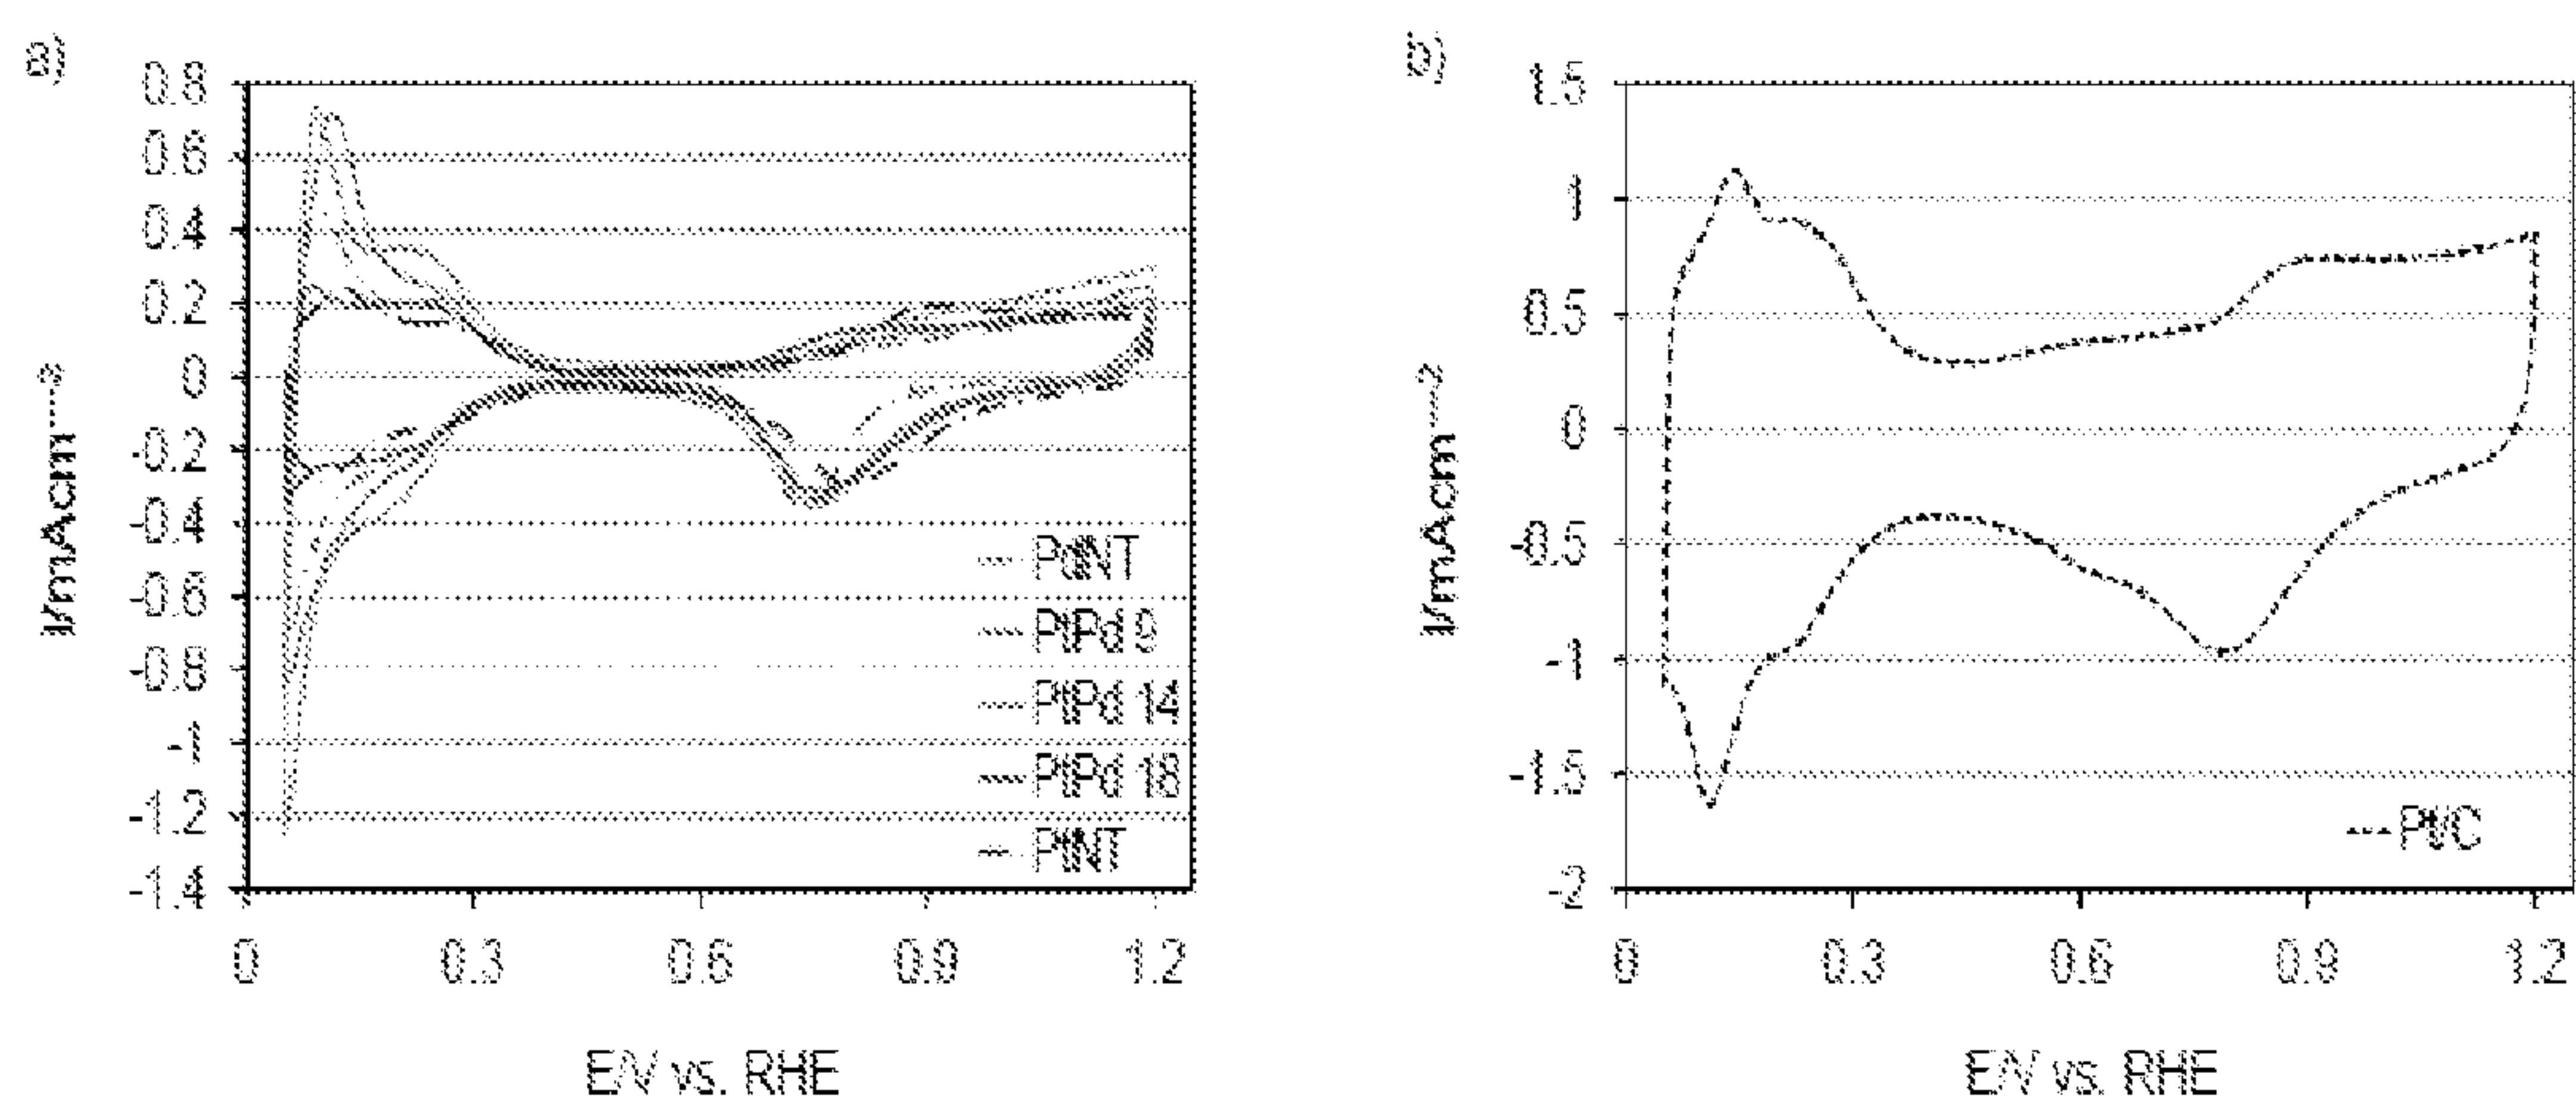 a)
0.8
0.6
0.4
0.2
0
-0.2
-0.4
-0.6
-0.8
-1
-1.2
-1.4
I/mAcm⁻²
PdNT
PtPd 9
PtPd 14
PtPd 18
PtNT
0 0.3 0.6 0.9 1.2
E/V vs. RHE
b)
1.5
1
0.5
0
-0.5
-1
-1.5
-2
I/mAcm⁻²
Pt/C
0 0.3 0.6 0.9 1.2
E/V vs. RHE